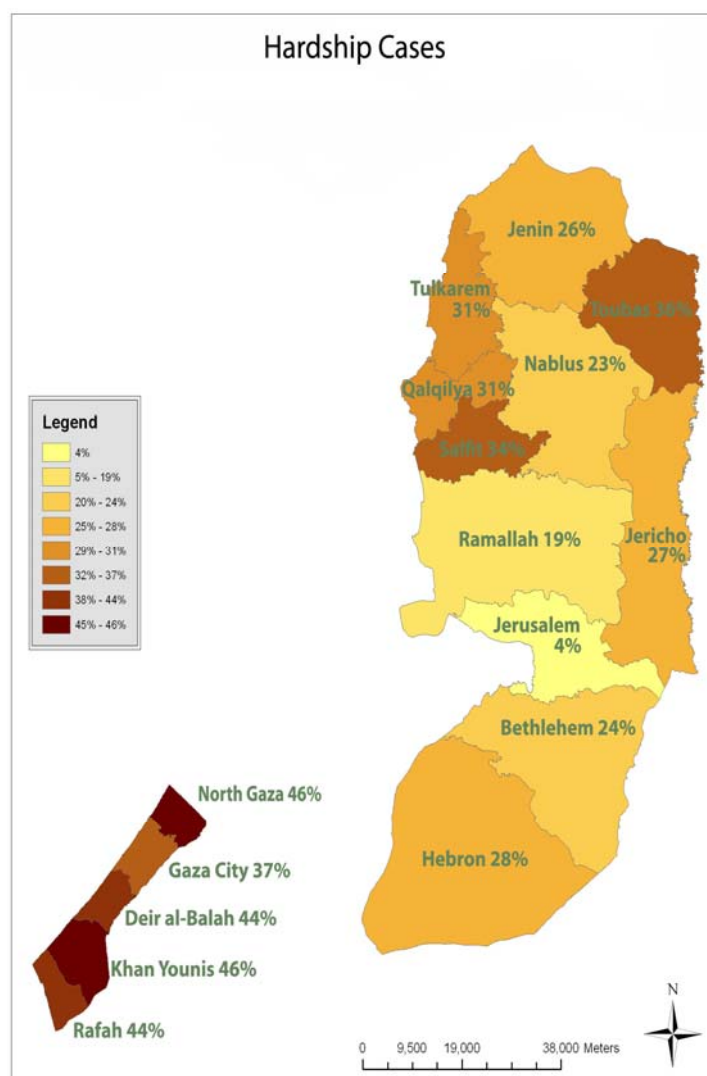 Hardship Cases
Jenin 26%
Tulkarem
31%
Toubas 36%
Nablus 23%
Qalqilya 31%
Salfit 34%
Legend
4%
5% - 19%
20% - 24%
25% - 28%
29% - 31%
32% - 37%
38% - 44%
45% - 46%
Ramallah 19%
Jericho
27%
Jerusalem
4%
Bethlehem 24%
Hebron 28%
North Gaza 46%
Gaza City 37%
Deir al-Balah 44%
Khan Younis 46%
Rafah 44%
N
0 9,500 19,000 38,000 Meters